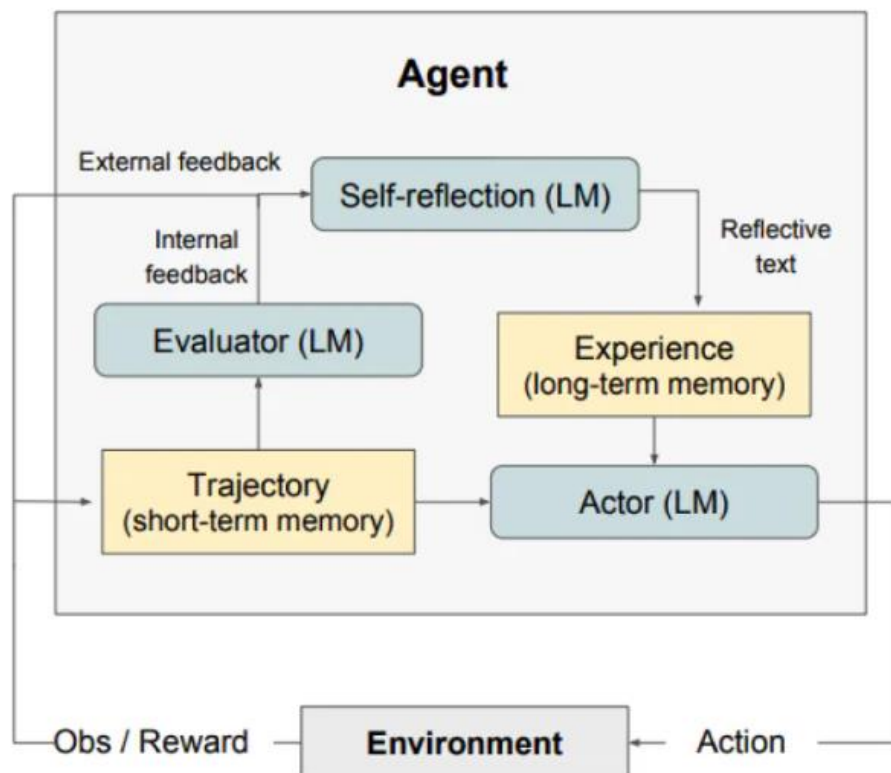 Agent
External feedback
Self-reflection (LM)
Internal
feedback
Reflective
text
Evaluator (LM)
Experience
(long-term memory)
Trajectory
(short-term memory)
Actor (LM)
Obs / Reward
Environment
Action